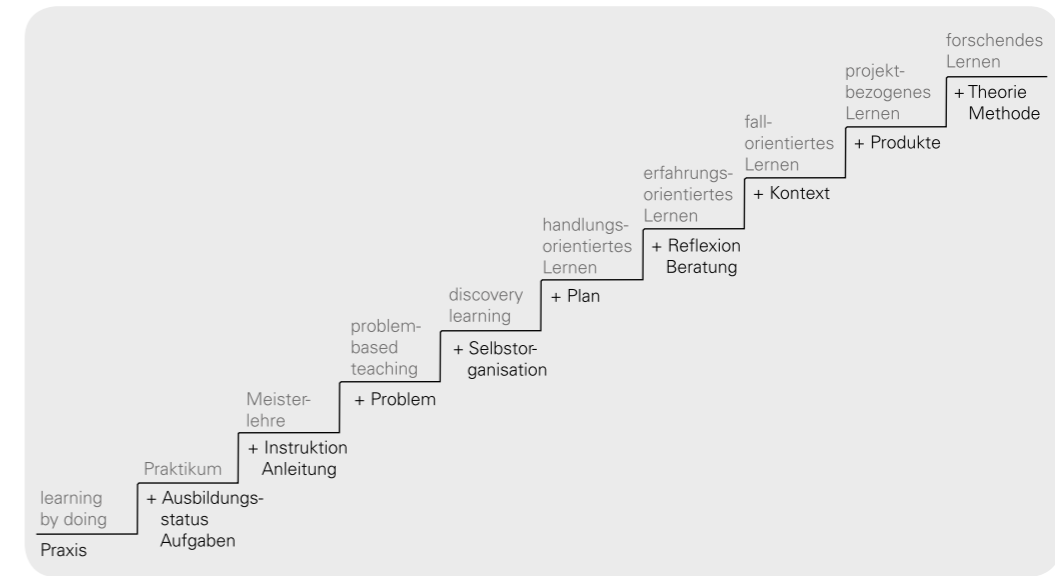 learning
by doing
Praxis
Praktikum
+ Ausbildungs-
status
Aufgaben
Meister-
lehre
+ Instruktion
Anleitung
problem-
based
teaching
+ Problem
discovery
learning
+ Selbstor-
ganisation
handlungs-
orientiertes
Lernen
+ Plan
erfahrungs-
orientiertes
Lernen
+ Reflexion
Beratung
fall-
orientiertes
Lernen
+ Kontext
projekt-
bezogenes
Lernen
+ Produkte
forschendes
Lernen
+ Theorie
Methode